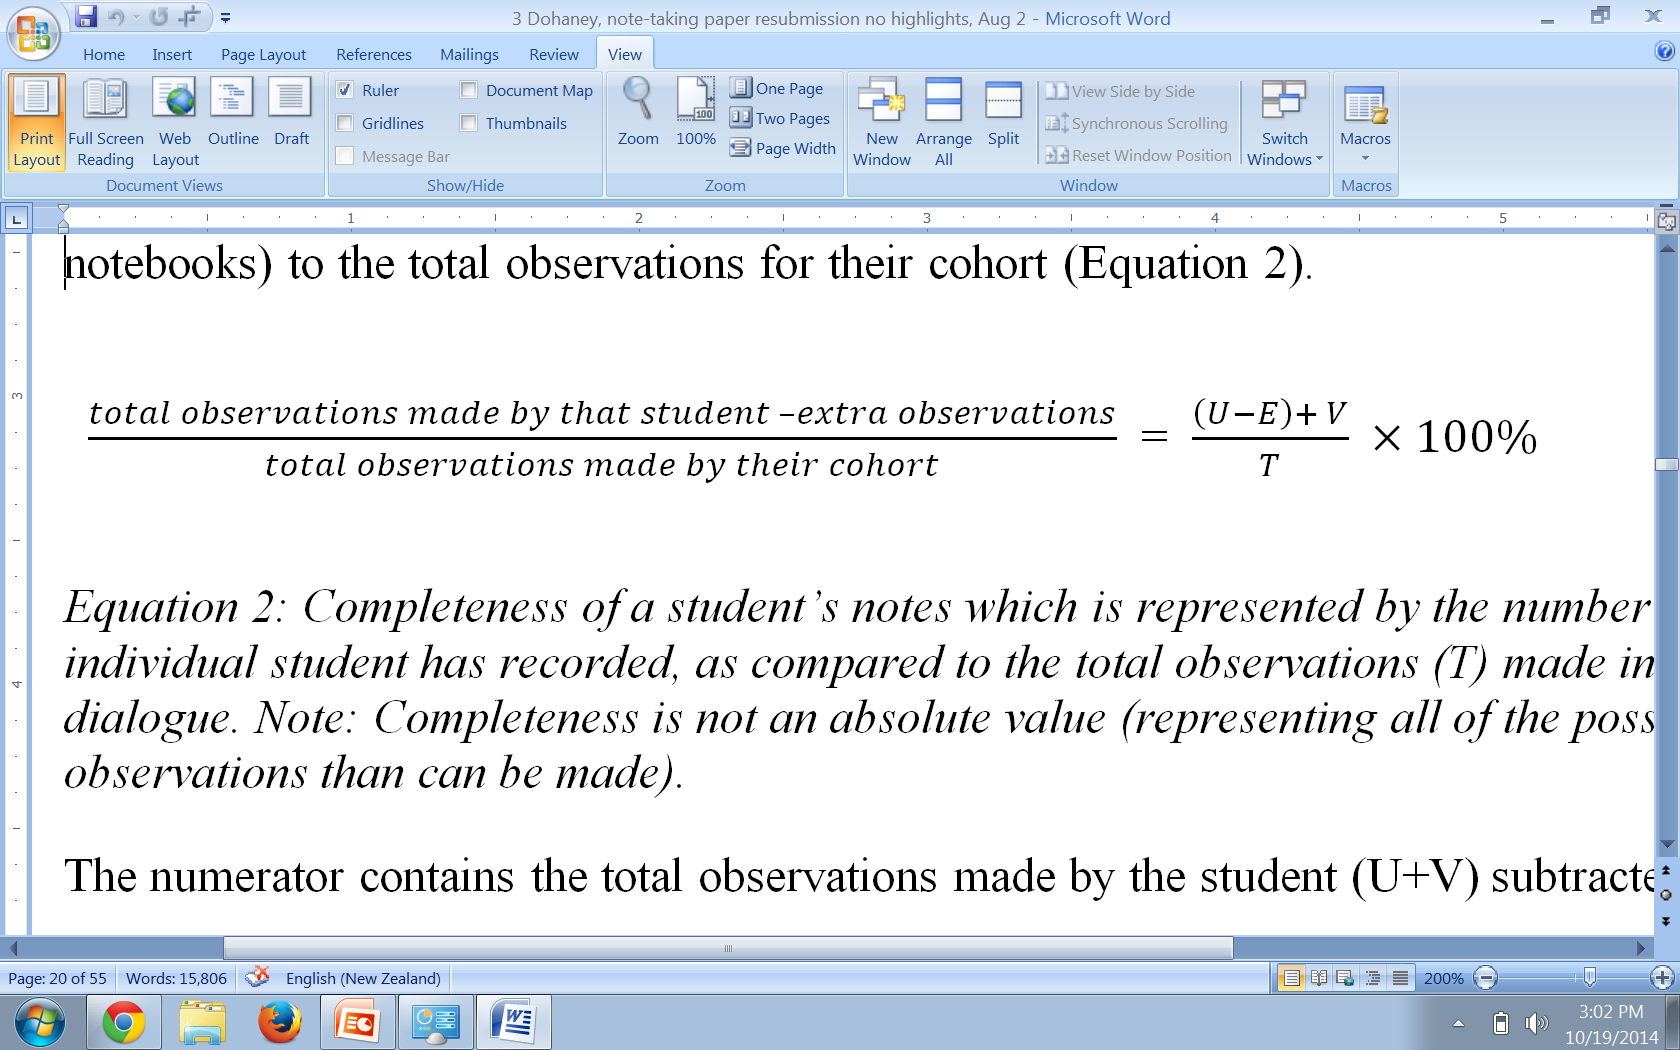 3 Dohaney, note-taking paper resubmission no highlights, Aug 2 - Microsoft Word
Home Insert Page Layout References Mailings Review View
Print Layout
Full Screen Reading
Web Layout
Outline
Draft
Document Views
Ruler
Gridlines
Message Bar
Document Map
Thumbnails
Show/Hide
Zoom
100
100%
One Page
Two Pages
Page Width
Zoom
New Window
Arrange All
Split
View Side by Side
Synchronous Scrolling
Reset Window Position
Switch Windows
Window
Macros
Macros
1 2 3 4 5
3
4
notebooks) to the total observations for their cohort (Equation 2).
total observations made by that student –extra observations
total observations made by their cohort
= (U−E)+ V
T
× 100%
Equation 2: Completeness of a student’s notes which is represented by the number
individual student has recorded, as compared to the total observations (T) made in
dialogue. Note: Completeness is not an absolute value (representing all of the poss
observations than can be made).
The numerator contains the total observations made by the student (U+V) subtracte
Page: 20 of 55 Words: 15,806 English (New Zealand) 200%
3:02 PM
10/19/2014